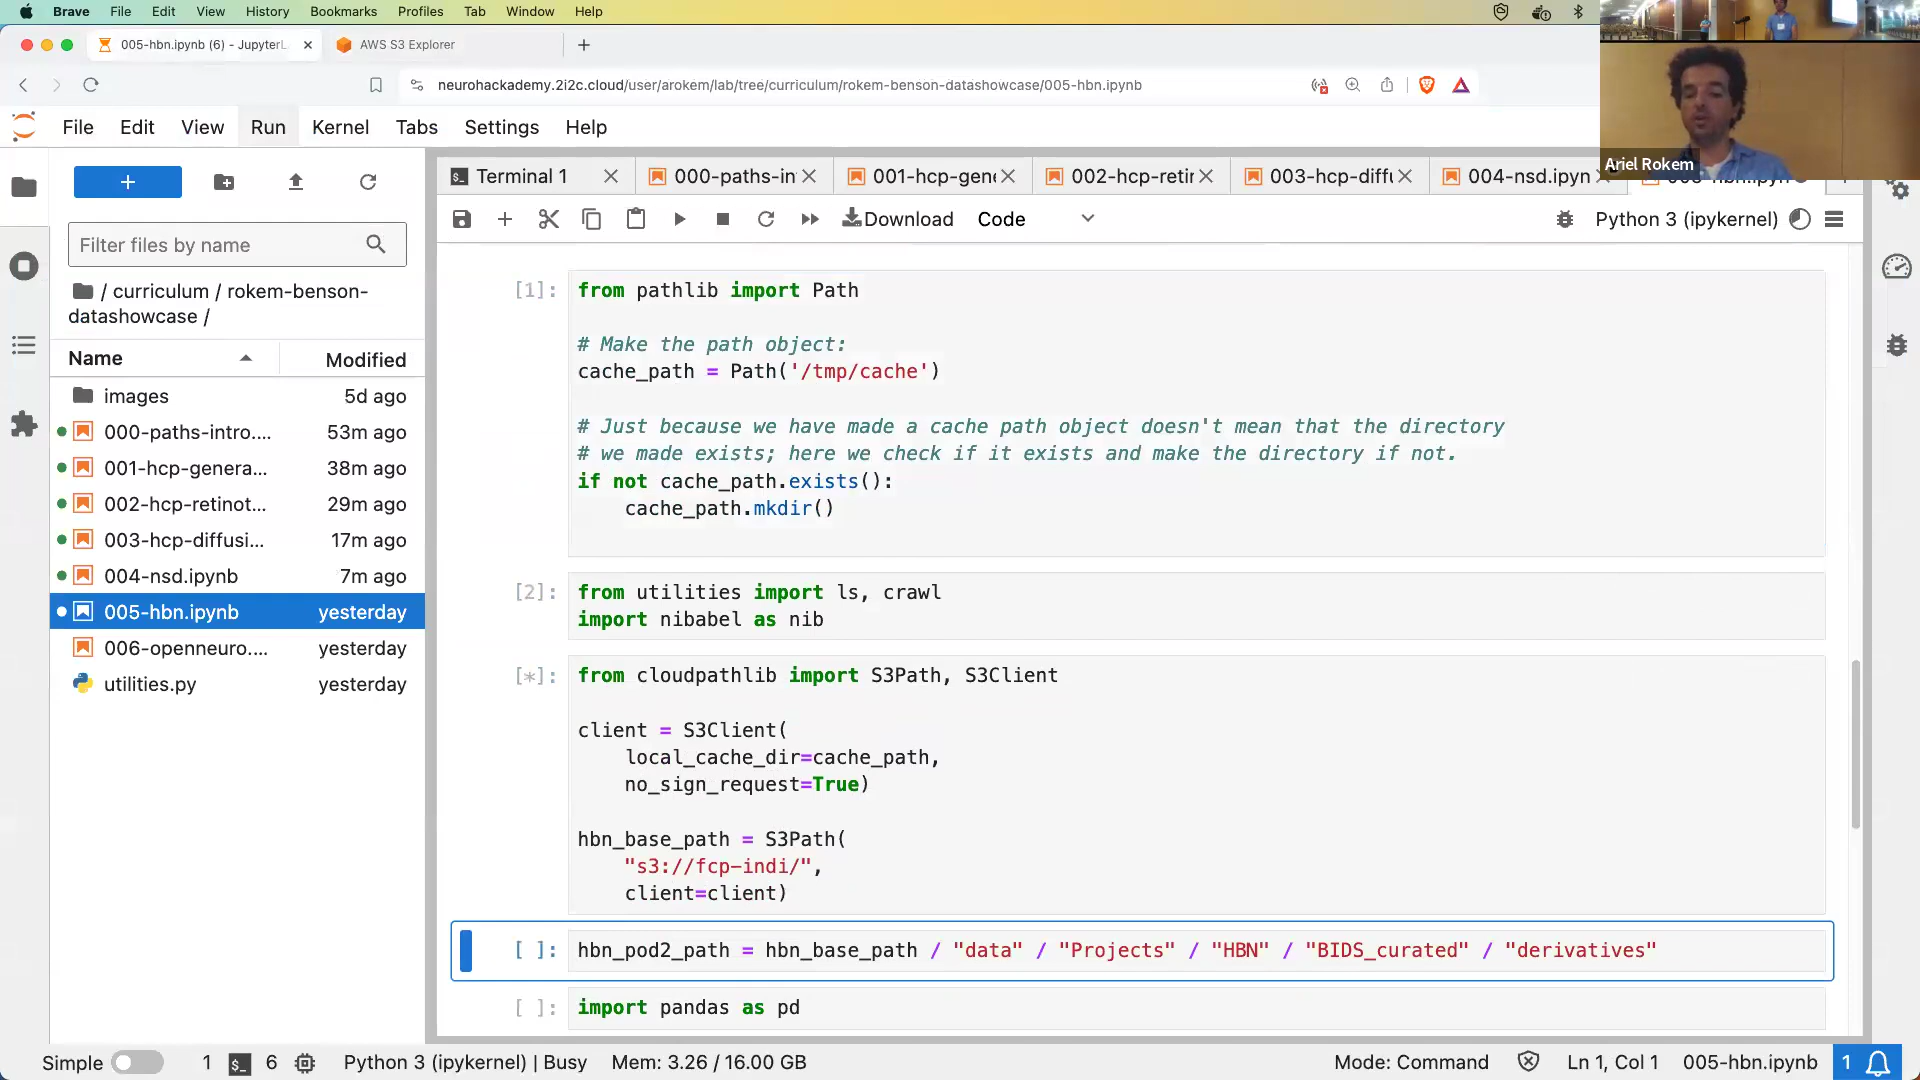 Brave File Edit View History Bookmarks Profiles Tab Window Help
005-hbn.ipynb (6) - JupyterL
AWS S3 Explorer
neurohackademy.2i2c.cloud/user/arokem/lab/tree/curriculum/rokem-benson-datashowcase/005-hbn.ipynb
File Edit View Run Kernel Tabs Settings Help
Ariel Rokem
Terminal 1
000-paths-in
001-hcp-gene
002-hcp-retin
003-hcp-diffu
004-nsd.ipyn
Download Code Python 3 (ipykernel)
Filter files by name
/ curriculum / rokem-benson-
datashowcase /
Name Modified
images 5d ago
000-paths-intro.... 53m ago
001-hcp-genera... 38m ago
002-hcp-retinot... 29m ago
003-hcp-diffusi... 17m ago
004-nsd.ipynb 7m ago
005-hbn.ipynb yesterday
006-openneuro.... yesterday
utilities.py yesterday
[1]: from pathlib import Path
# Make the path object:
cache_path = Path('/tmp/cache')
# Just because we have made a cache path object doesn't mean that the directory
# we made exists; here we check if it exists and make the directory if not.
if not cache_path.exists():
    cache_path.mkdir()
[2]: from utilities import ls, crawl
import nibabel as nib
[*]: from cloudpathlib import S3Path, S3Client
client = S3Client(
    local_cache_dir=cache_path,
    no_sign_request=True)
hbn_base_path = S3Path(
    "s3://fcp-indi/",
    client=client)
[ ]: hbn_pod2_path = hbn_base_path / "data" / "Projects" / "HBN" / "BIDS_curated" / "derivatives"
[ ]: import pandas as pd
Simple 1 6 Python 3 (ipykernel) | Busy Mem: 3.26 / 16.00 GB Mode: Command Ln 1, Col 1 005-hbn.ipynb 1